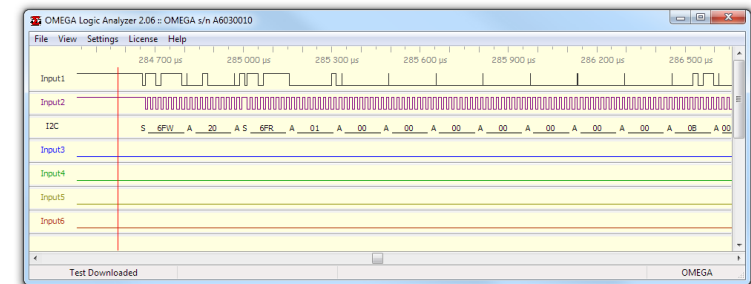 OMEGA Logic Analyzer 2.06 :: OMEGA s/n A6030010
File View Settings License Help
284 700 µs 285 000 µs 285 300 µs 285 600 µs 285 900 µs 286 200 µs 286 500 µs
Input1
Input2
I2C S 6FW A 20 A S 6FR A 01 A 00 A 00 A 00 A 00 A 00 A 00 A 00 A 0B A 00
Input3
Input4
Input5
Input6
Test Downloaded OMEGA